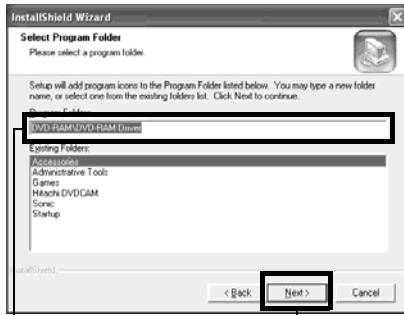 InstallShield Wizard
Select Program Folder
Please select a program folder.
Setup will add program icons to the Program Folder listed below. You may type a new folder
name, or select one from the existing folders list. Click Next to continue.
Program Folders:
DVD-RAM\DVD-RAM Driver
Existing Folders:
Accessories
Administrative Tools
Games
Hitachi DVDCAM
Sonic
Startup
InstallShield
< Back
Next >
Cancel